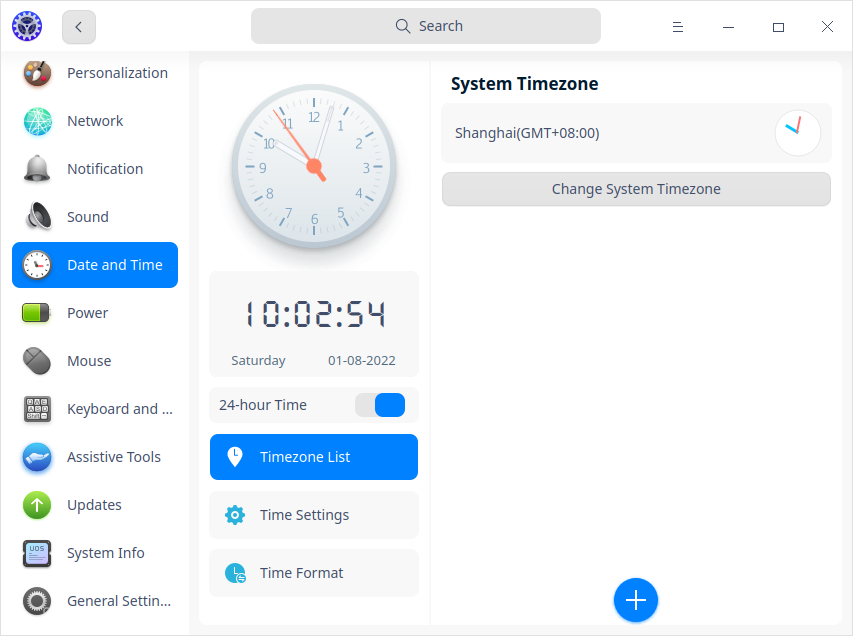 Search
Personalization
Network
Notification
Sound
Date and Time
Power
Mouse
Keyboard and ...
Assistive Tools
Updates
UOS
System Info
General Settin...
12
1
2
3
4
5
6
7
8
9
10
11
10:02:54
Saturday 01-08-2022
24-hour Time
Timezone List
Time Settings
Time Format
System Timezone
Shanghai(GMT+08:00)
Change System Timezone